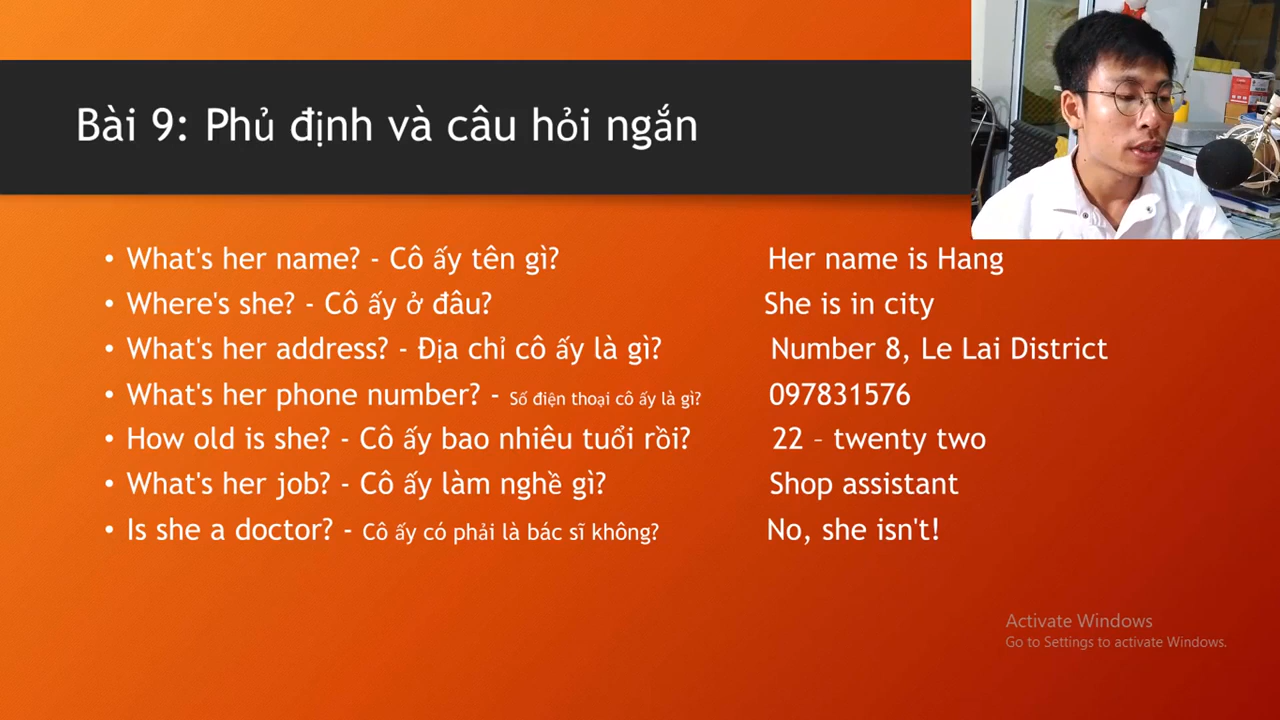 Bài 9: Phủ định và câu hỏi ngắn
• What's her name? - Cô ấy tên gì? Her name is Hang
• Where's she? - Cô ấy ở đâu? She is in city
• What's her address? - Địa chỉ cô ấy là gì? Number 8, Le Lai District
• What's her phone number? - Số điện thoại cô ấy là gì? 097831576
• How old is she? - Cô ấy bao nhiêu tuổi rồi? 22 – twenty two
• What's her job? - Cô ấy làm nghề gì? Shop assistant
• Is she a doctor? - Cô ấy có phải là bác sĩ không? No, she isn't!
Activate Windows
Go to Settings to activate Windows.